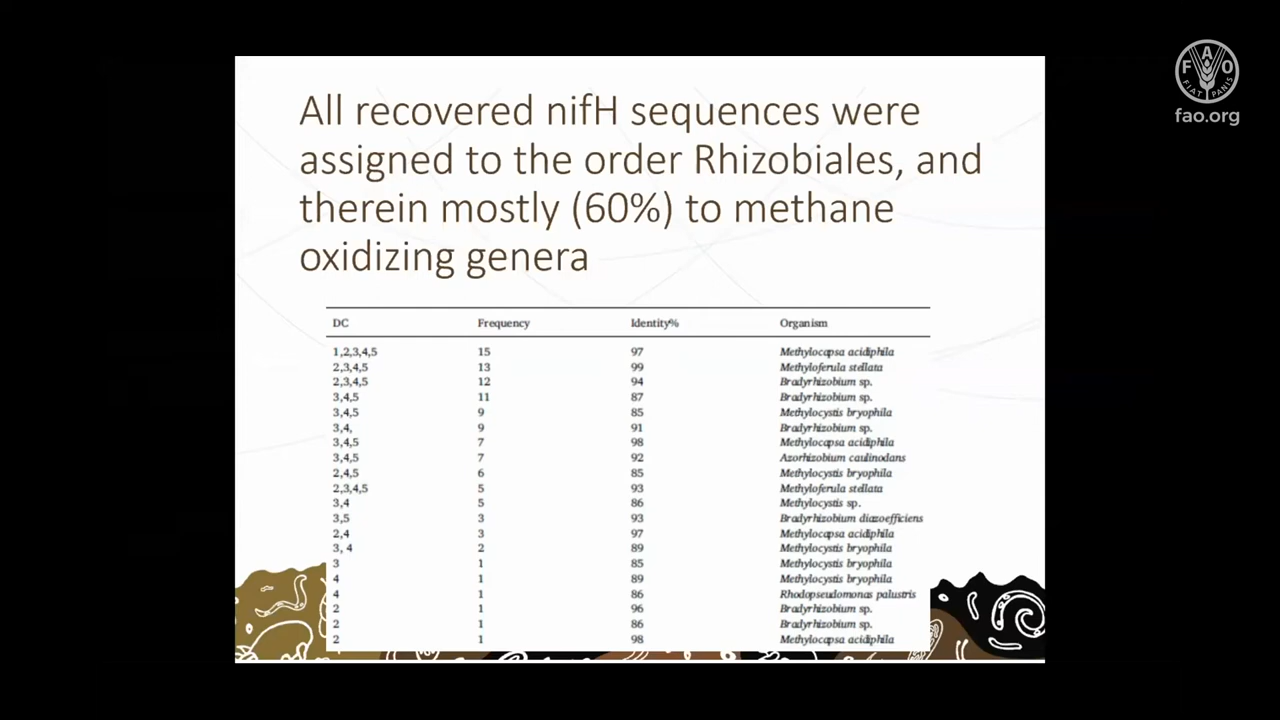 FAO
FIAT PANIS
fao.org
All recovered nifH sequences were
assigned to the order Rhizobiales, and
therein mostly (60%) to methane
oxidizing genera
DC Frequency Identity% Organism
1,2,3,4,5 15 97 Methylocapsa acidiphila
2,3,4,5 13 99 Methyloferula stellata
2,3,4,5 12 94 Bradyrhizobium sp.
3,4,5 11 87 Bradyrhizobium sp.
3,4,5 9 85 Methylocystis bryophila
3,4, 9 91 Bradyrhizobium sp.
3,4,5 7 98 Methylocapsa acidiphila
3,4,5 7 92 Azorhizobium caulinodans
2,4,5 6 85 Methylocystis bryophila
2,3,4,5 5 93 Methyloferula stellata
3,4 5 86 Methylocystis sp.
3,5 3 93 Bradyrhizobium diazoefficiens
2,4 3 97 Methylocapsa acidiphila
3, 4 2 89 Methylocystis bryophila
3 1 85 Methylocystis bryophila
4 1 89 Methylocystis bryophila
4 1 86 Rhodopseudomonas palustris
2 1 96 Bradyrhizobium sp.
2 1 86 Bradyrhizobium sp.
2 1 98 Methylocapsa acidiphila